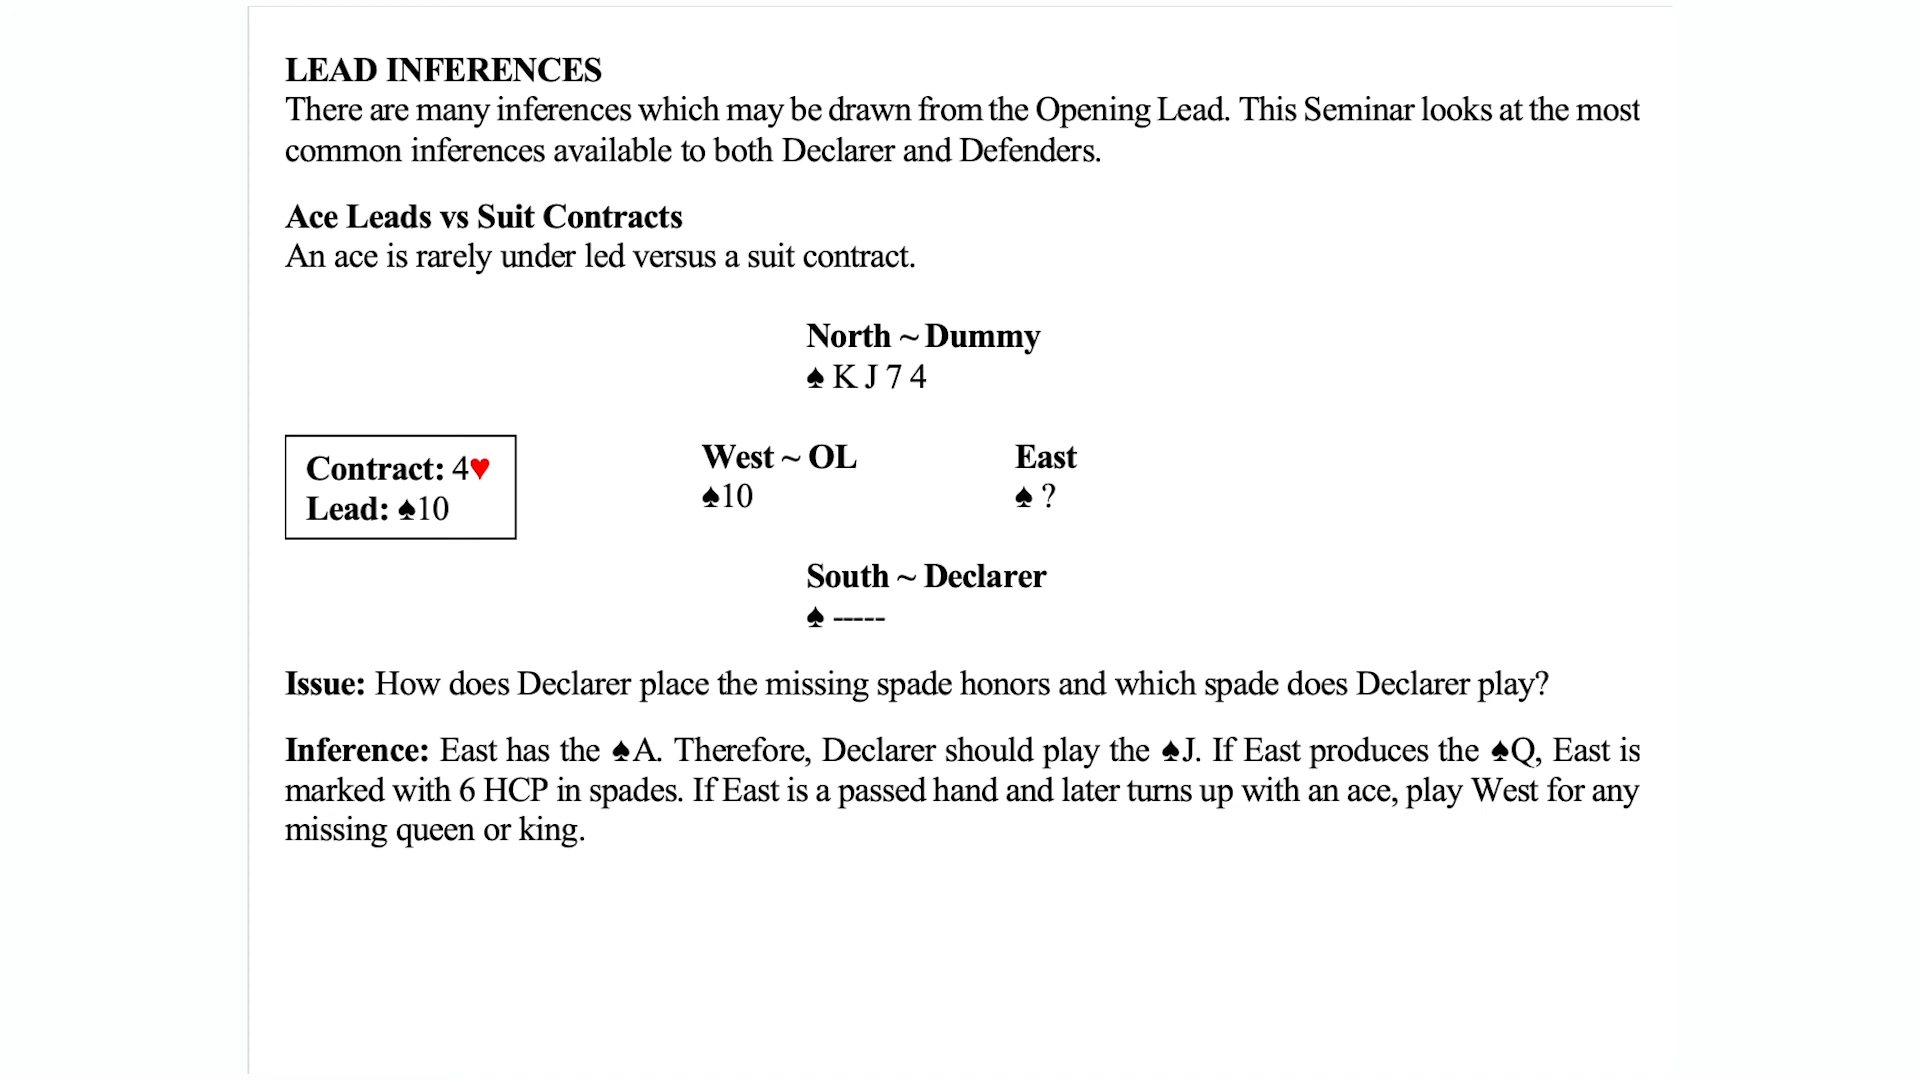 LEAD INFERENCES
There are many inferences which may be drawn from the Opening Lead. This Seminar looks at the most
common inferences available to both Declarer and Defenders.
Ace Leads vs Suit Contracts
An ace is rarely under led versus a suit contract.
North ~ Dummy
♠ K J 7 4
Contract: 4♥
Lead: ♠10
West ~ OL
♠10
East
♠ ?
South ~ Declarer
♠ -----
Issue: How does Declarer place the missing spade honors and which spade does Declarer play?
Inference: East has the ♠A. Therefore, Declarer should play the ♠J. If East produces the ♠Q, East is
marked with 6 HCP in spades. If East is a passed hand and later turns up with an ace, play West for any
missing queen or king.